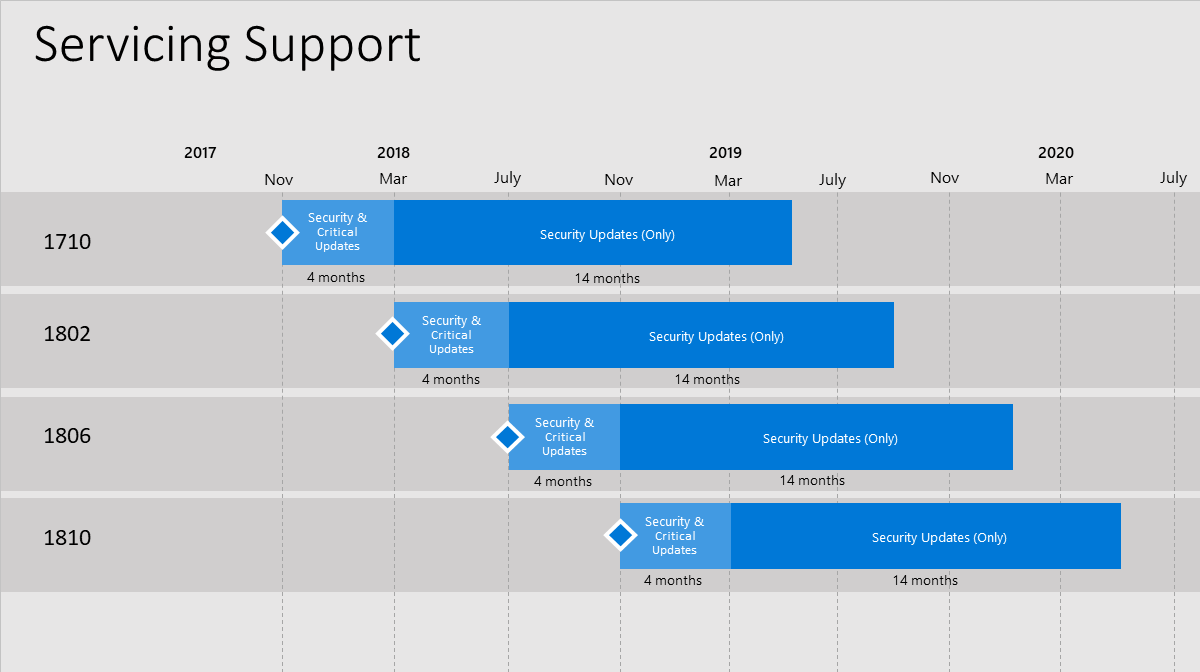 Servicing Support
2017 2018 2019 2020
Nov Mar July Nov Mar July Nov Mar July
1710
Security &
Critical
Updates
Security Updates (Only)
4 months 14 months
1802
Security &
Critical
Updates
Security Updates (Only)
4 months 14 months
1806
Security &
Critical
Updates
Security Updates (Only)
4 months 14 months
1810
Security &
Critical
Updates
Security Updates (Only)
4 months 14 months